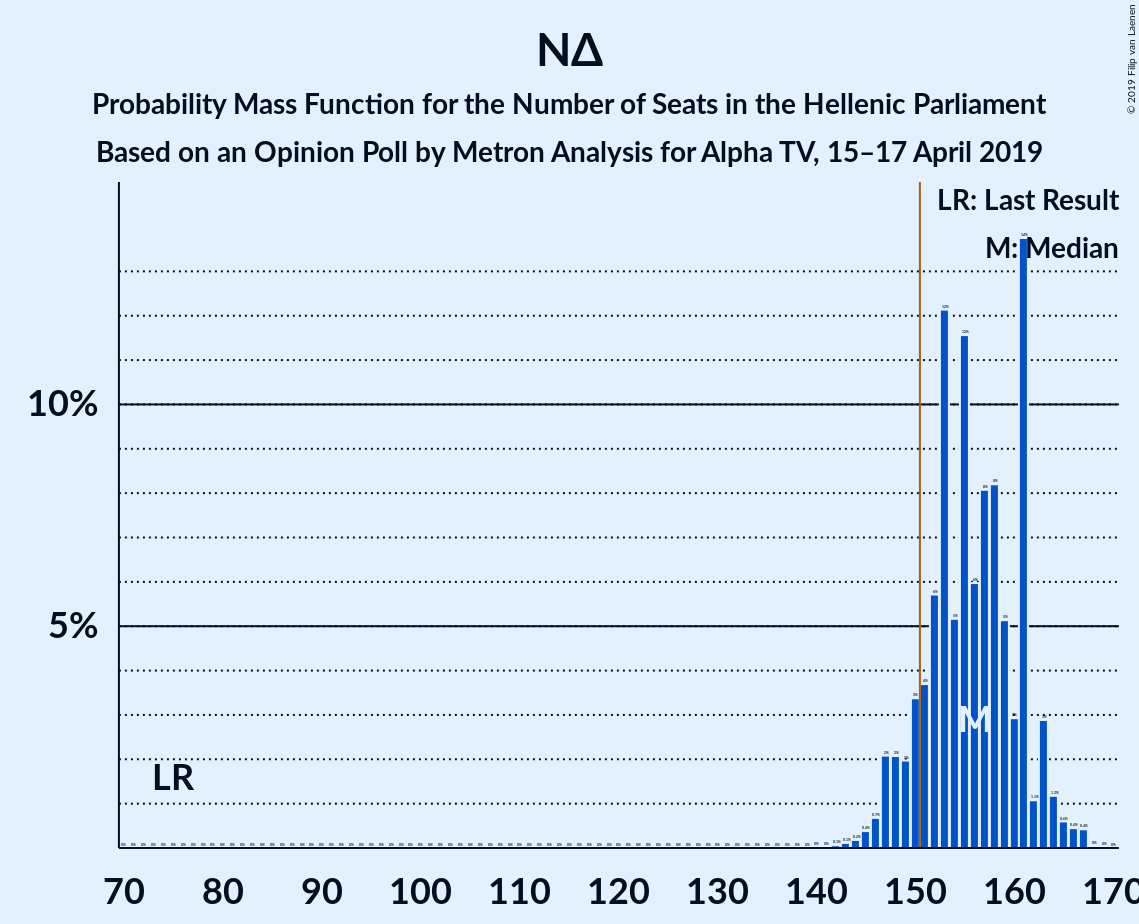 ΝΔ
Probability Mass Function for the Number of Seats in the Hellenic Parliament
Based on an Opinion Poll by Metron Analysis for Alpha TV, 15–17 April 2019
© 2019 Filip van Laenen
LR: Last Result
M: Median
10%
5%
M
LR
70 80 90 100 110 120 130 140 150 160 170